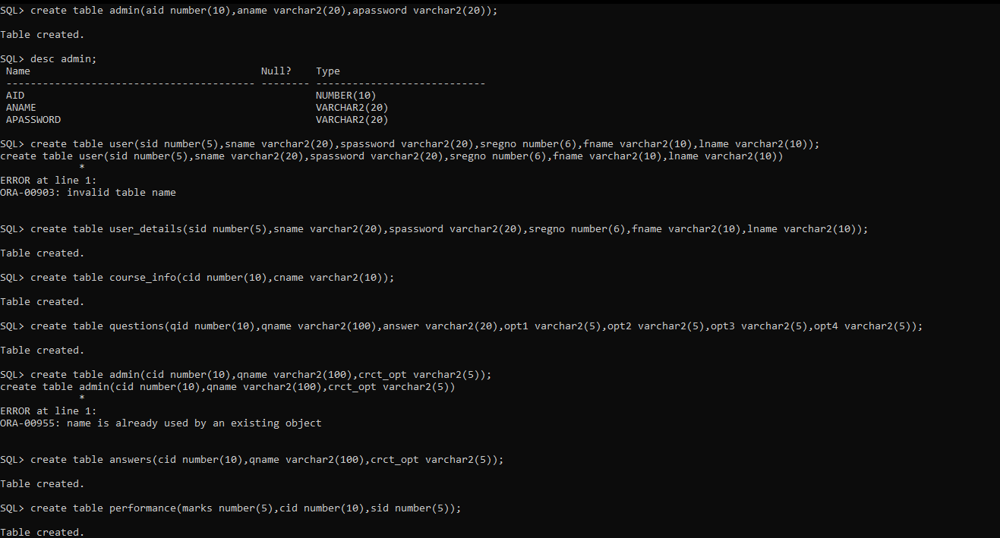 SQL> create table admin(aid number(10),aname varchar2(20),apassword varchar2(20));
Table created.
SQL> desc admin;
Name Null? Type
----------------------------------------- -------- ----------------------------
AID NUMBER(10)
ANAME VARCHAR2(20)
APASSWORD VARCHAR2(20)
SQL> create table user(sid number(5),sname varchar2(20),spassword varchar2(20),sregno number(6),fname varchar2(10),lname varchar2(10));
create table user(sid number(5),sname varchar2(20),spassword varchar2(20),sregno number(6),fname varchar2(10),lname varchar2(10))
*
ERROR at line 1:
ORA-00903: invalid table name
SQL> create table user_details(sid number(5),sname varchar2(20),spassword varchar2(20),sregno number(6),fname varchar2(10),lname varchar2(10));
Table created.
SQL> create table course_info(cid number(10),cname varchar2(10));
Table created.
SQL> create table questions(qid number(10),qname varchar2(100),answer varchar2(20),opt1 varchar2(5),opt2 varchar2(5),opt3 varchar2(5),opt4 varchar2(5));
Table created.
SQL> create table admin(cid number(10),qname varchar2(100),crct_opt varchar2(5));
create table admin(cid number(10),qname varchar2(100),crct_opt varchar2(5))
*
ERROR at line 1:
ORA-00955: name is already used by an existing object
SQL> create table answers(cid number(10),qname varchar2(100),crct_opt varchar2(5));
Table created.
SQL> create table performance(marks number(5),cid number(10),sid number(5));
Table created.